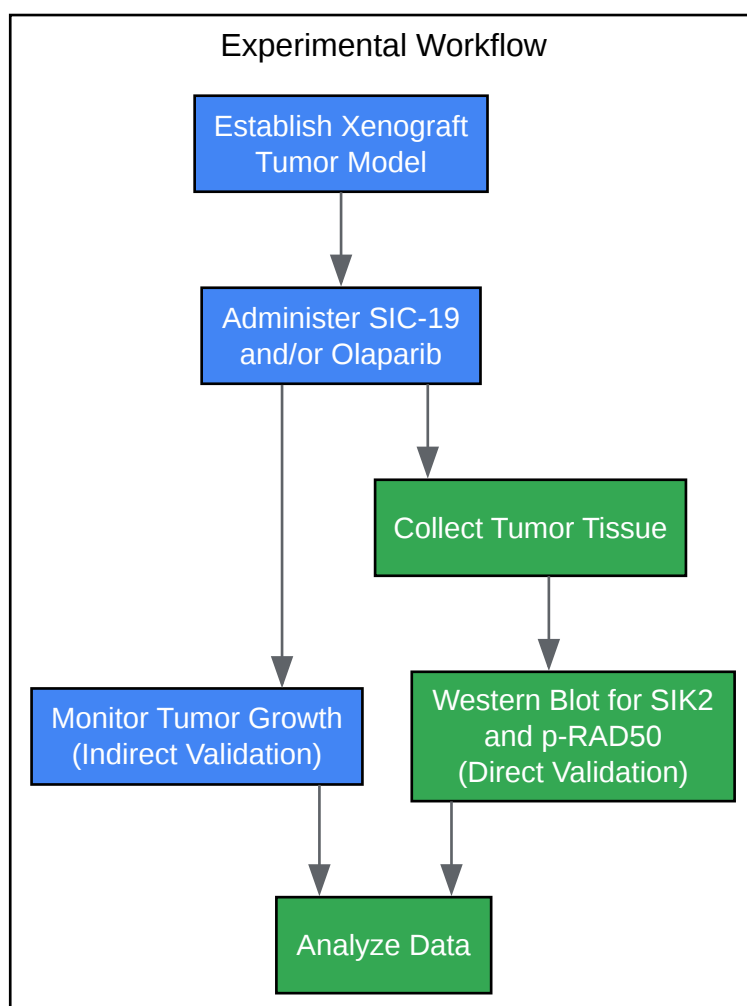 Experimental Workflow
Establish Xenograft
Tumor Model
Administer SIC-19
and/or Olaparib
Collect Tumor Tissue
Monitor Tumor Growth
(Indirect Validation)
Western Blot for SIK2
and p-RAD50
(Direct Validation)
Analyze Data